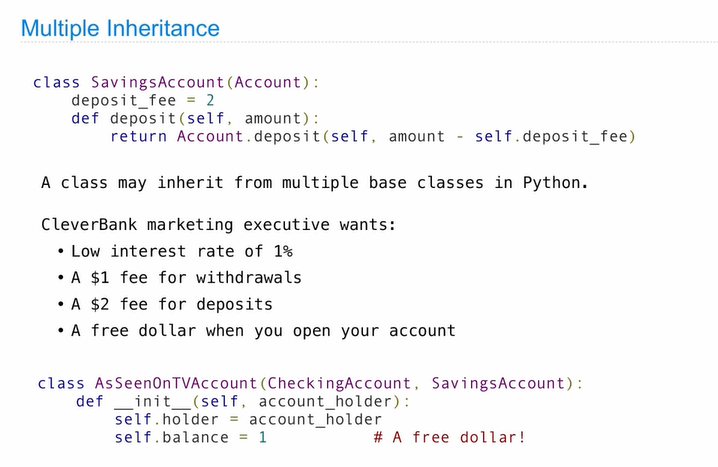 Multiple Inheritance
class SavingsAccount(Account):
    deposit_fee = 2
    def deposit(self, amount):
        return Account.deposit(self, amount - self.deposit_fee)
A class may inherit from multiple base classes in Python.
CleverBank marketing executive wants:
• Low interest rate of 1%
• A $1 fee for withdrawals
• A $2 fee for deposits
• A free dollar when you open your account
class AsSeenOnTVAccount(CheckingAccount, SavingsAccount):
    def __init__(self, account_holder):
        self.holder = account_holder
        self.balance = 1           # A free dollar!